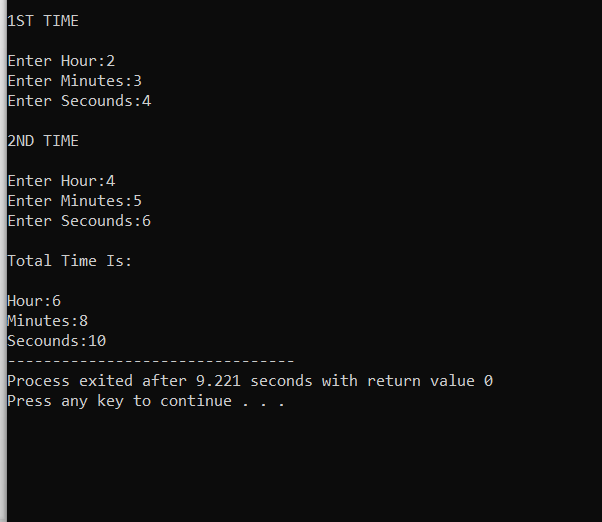 1ST TIME
Enter Hour:2
Enter Minutes:3
Enter Secounds:4
2ND TIME
Enter Hour:4
Enter Minutes:5
Enter Secounds:6
Total Time Is:
Hour:6
Minutes:8
Secounds:10
--------------------------------
Process exited after 9.221 seconds with return value 0
Press any key to continue . . .